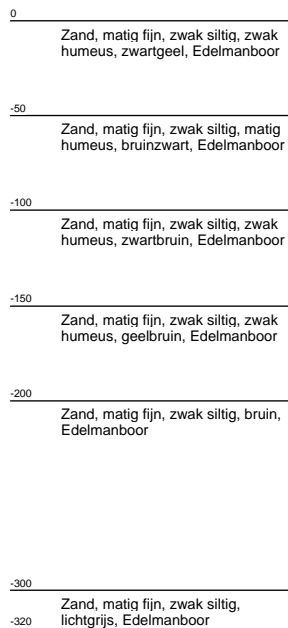 0
Zand, matig fijn, zwak siltig, zwak
humeus, zwartgeel, Edelmanboor
-50
Zand, matig fijn, zwak siltig, matig
humeus, bruinzwart, Edelmanboor
-100
Zand, matig fijn, zwak siltig, zwak
humeus, zwartbruin, Edelmanboor
-150
Zand, matig fijn, zwak siltig, zwak
humeus, geelbruin, Edelmanboor
-200
Zand, matig fijn, zwak siltig, bruin,
Edelmanboor
-300
Zand, matig fijn, zwak siltig,
-320 lichtgrijs, Edelmanboor